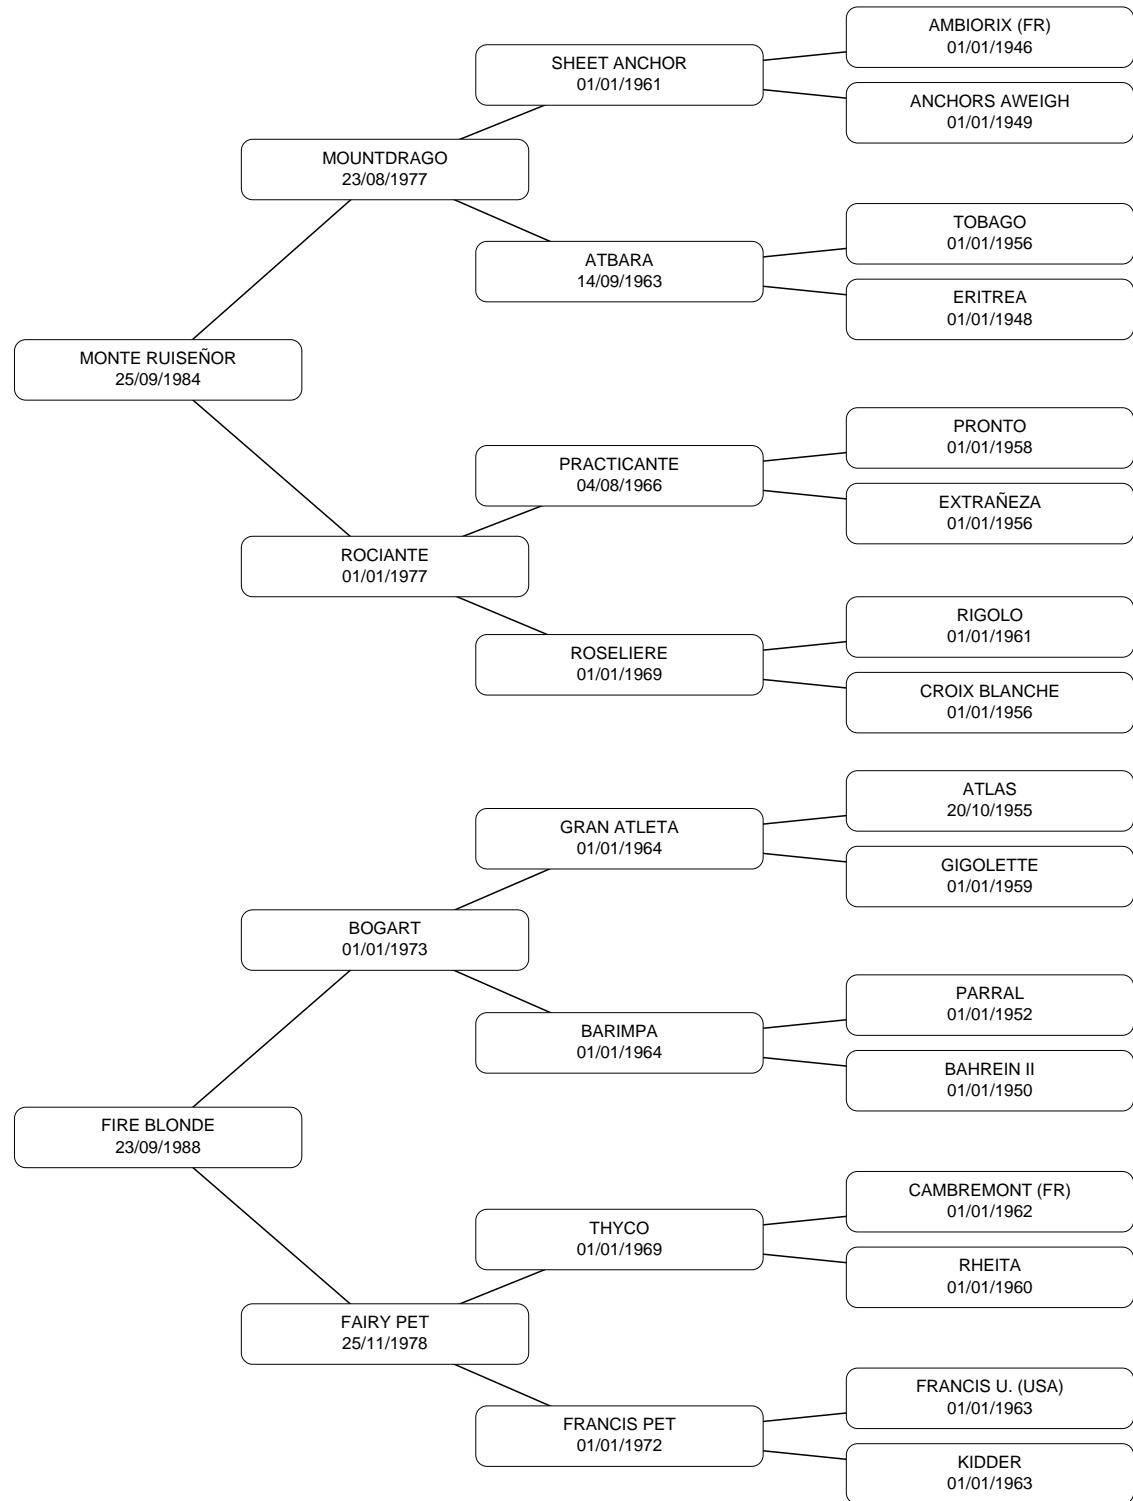 AMBIORIX (FR)
01/01/1946
SHEET ANCHOR
01/01/1961
ANCHORS AWEIGH
01/01/1949
MOUNTDRAGO
23/08/1977
TOBAGO
01/01/1956
ATBARA
14/09/1963
ERITREA
01/01/1948
MONTE RUISEÑOR
25/09/1984
PRONTO
01/01/1958
PRACTICANTE
04/08/1966
EXTRAÑEZA
01/01/1956
ROCIANTE
01/01/1977
RIGOLO
01/01/1961
ROSELIERE
01/01/1969
CROIX BLANCHE
01/01/1956
ATLAS
20/10/1955
GRAN ATLETA
01/01/1964
GIGOLETTE
01/01/1959
BOGART
01/01/1973
PARRAL
01/01/1952
BARIMPA
01/01/1964
BAHREIN II
01/01/1950
FIRE BLONDE
23/09/1988
CAMBREMONT (FR)
01/01/1962
THYCO
01/01/1969
RHEITA
01/01/1960
FAIRY PET
25/11/1978
FRANCIS U. (USA)
01/01/1963
FRANCIS PET
01/01/1972
KIDDER
01/01/1963